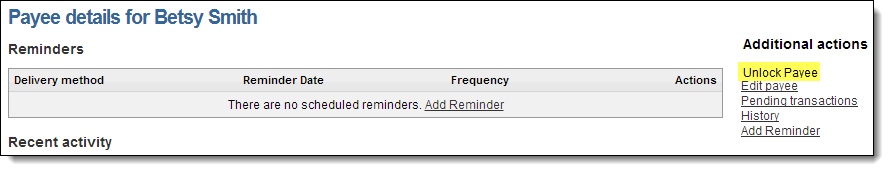 Payee details for Betsy Smith
Reminders
Delivery method Reminder Date Frequency Actions
There are no scheduled reminders. Add Reminder
Recent activity
Additional actions
Unlock Payee
Edit payee
Pending transactions
History
Add Reminder